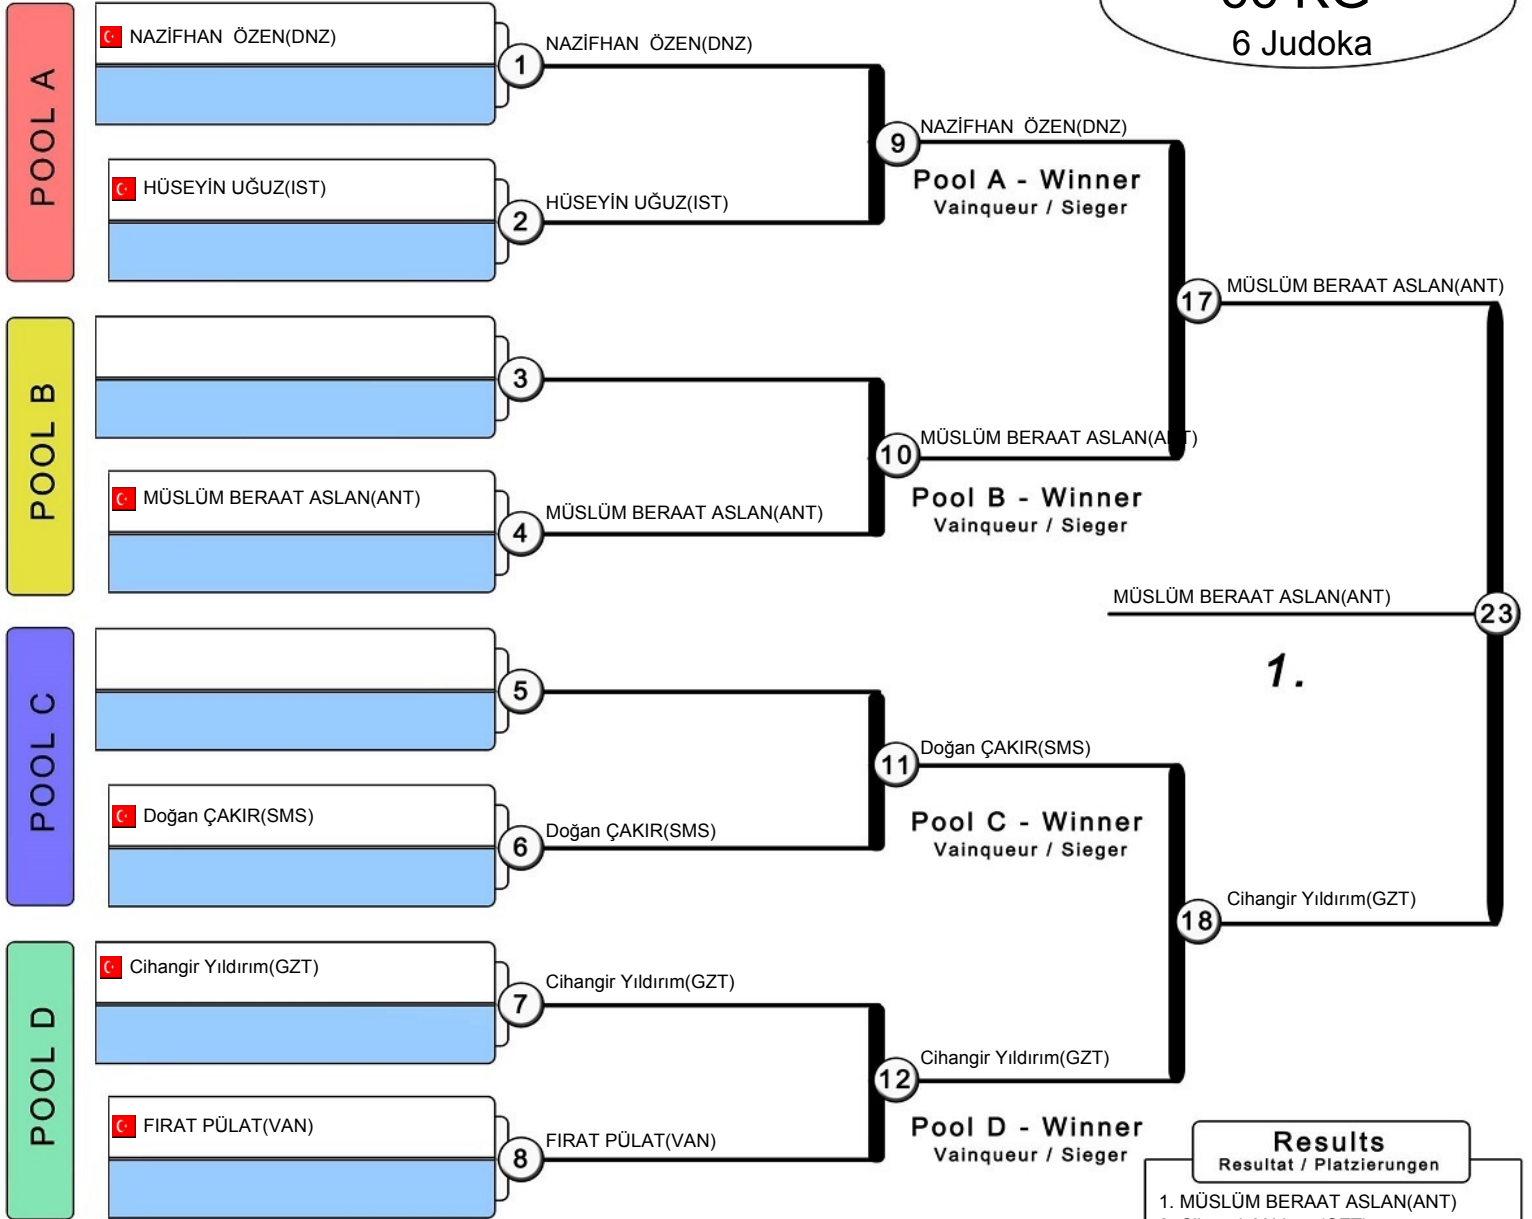 6 Judoka
POOL A
NAZİFHAN ÖZEN(DNZ)
1
NAZİFHAN ÖZEN(DNZ)
HÜSEYİN UĞUZ(IST)
2
HÜSEYİN UĞUZ(IST)
9
NAZİFHAN ÖZEN(DNZ)
Pool A - Winner
Vainqueur / Sieger
POOL B
3
MÜSLÜM BERAAT ASLAN(ANT)
4
MÜSLÜM BERAAT ASLAN(ANT)
10
MÜSLÜM BERAAT ASLAN(ANT)
Pool B - Winner
Vainqueur / Sieger
17
MÜSLÜM BERAAT ASLAN(ANT)
MÜSLÜM BERAAT ASLAN(ANT)
23
1.
POOL C
5
Doğan ÇAKIR(SMS)
6
Doğan ÇAKIR(SMS)
11
Doğan ÇAKIR(SMS)
Pool C - Winner
Vainqueur / Sieger
18
Cihangir Yıldırım(GZT)
POOL D
Cihangir Yıldırım(GZT)
7
Cihangir Yıldırım(GZT)
FIRAT PÜLAT(VAN)
8
FIRAT PÜLAT(VAN)
12
Cihangir Yıldırım(GZT)
Pool D - Winner
Vainqueur / Sieger
Results
Resultat / Platzierungen
1. MÜSLÜM BERAAT ASLAN(ANT)